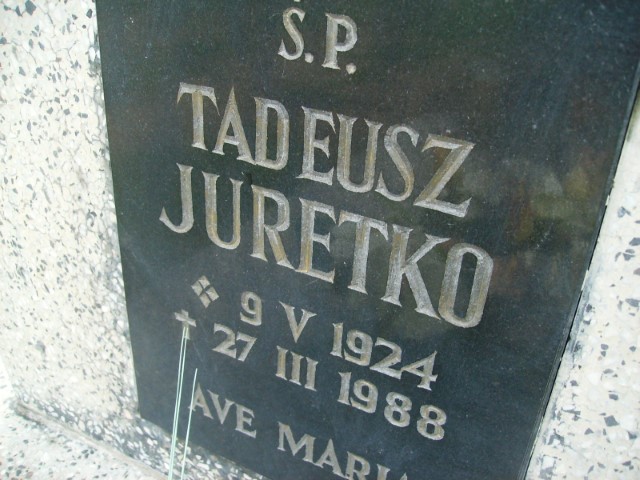 Ś.P.
TADEUSZ
JURETKO
9 V 1924
27 III 1988
AVE MARIA